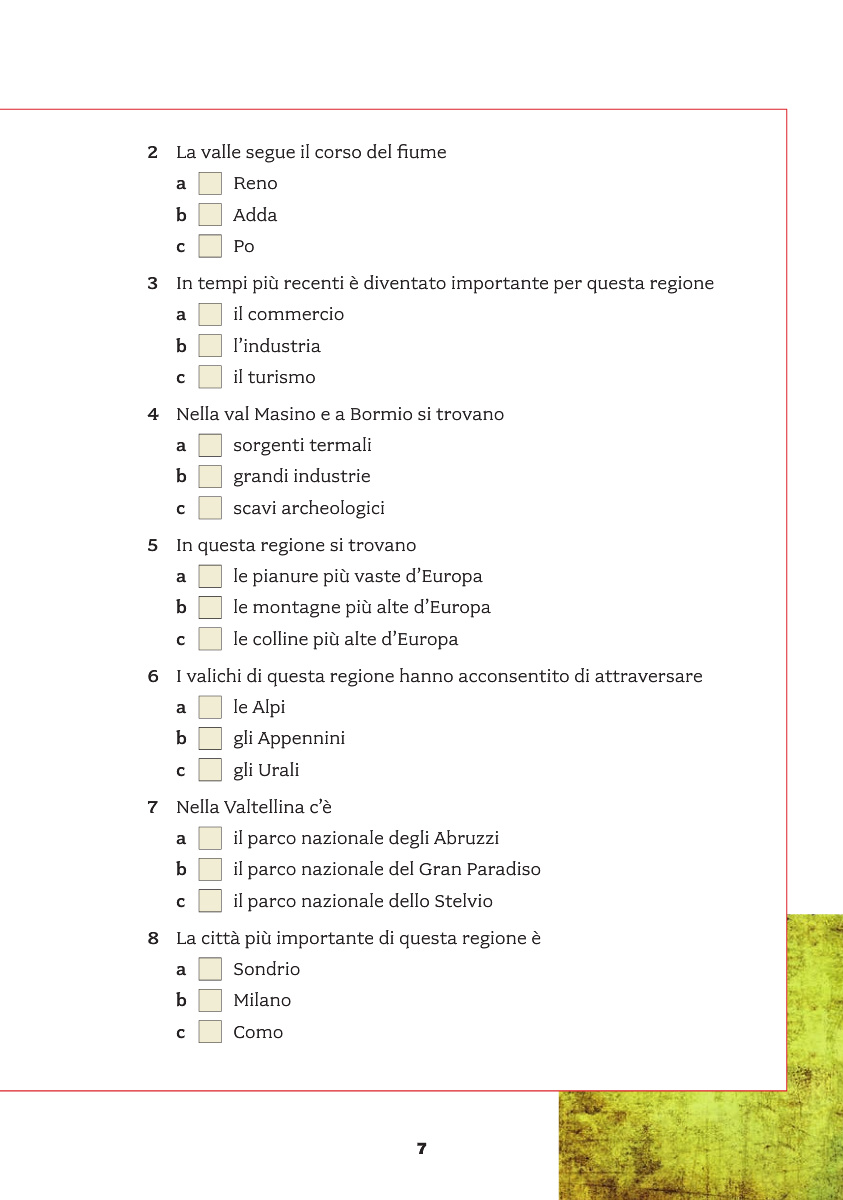 2 La valle segue il corso del fiume
a Reno
b Adda
c Po
3 In tempi più recenti è diventato importante per questa regione
a il commercio
b l’industria
c il turismo
4 Nella val Masino e a Bormio si trovano
a sorgenti termali
b grandi industrie
c scavi archeologici
5 In questa regione si trovano
a le pianure più vaste d’Europa
b le montagne più alte d’Europa
c le colline più alte d’Europa
6 I valichi di questa regione hanno acconsentito di attraversare
a le Alpi
b gli Appennini
c gli Urali
7 Nella Valtellina c’è
a il parco nazionale degli Abruzzi
b il parco nazionale del Gran Paradiso
c il parco nazionale dello Stelvio
8 La città più importante di questa regione è
a Sondrio
b Milano
c Como
7